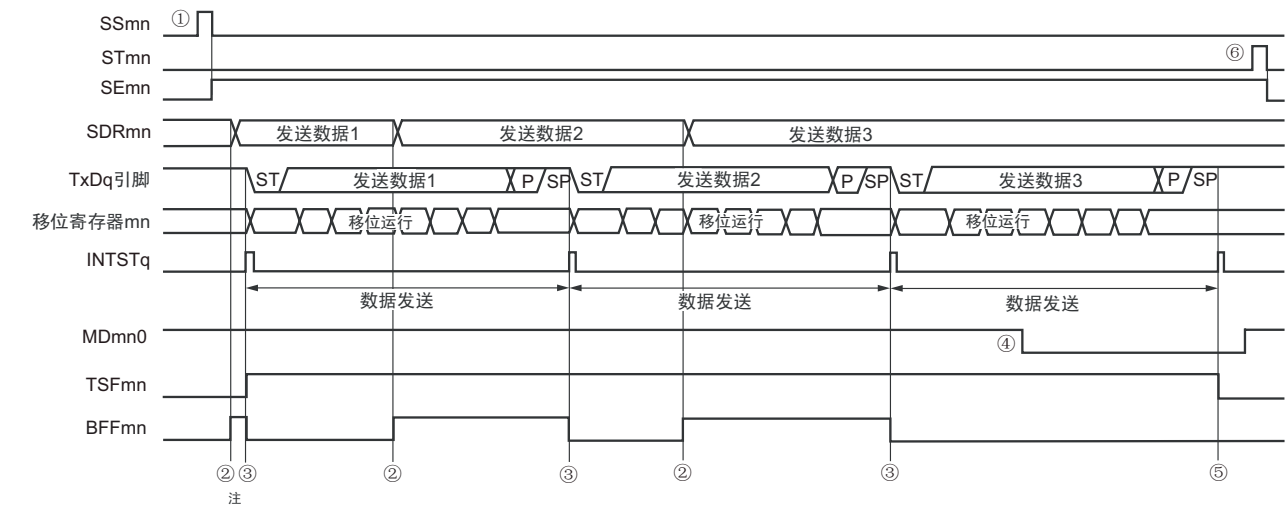 SSmn ①
STmn ⑥
SEmn
SDRmn 发送数据1 发送数据2 发送数据3
TxDq引脚 ST 发送数据1 P SP ST 发送数据2 P SP ST 发送数据3 P SP
移位寄存器mn 移位运行 移位运行 移位运行
INTSTq
数据发送 数据发送 数据发送
MDmn0 ④
TSFmn
BFFmn
② ③ ② ③ ② ③ ⑤
注